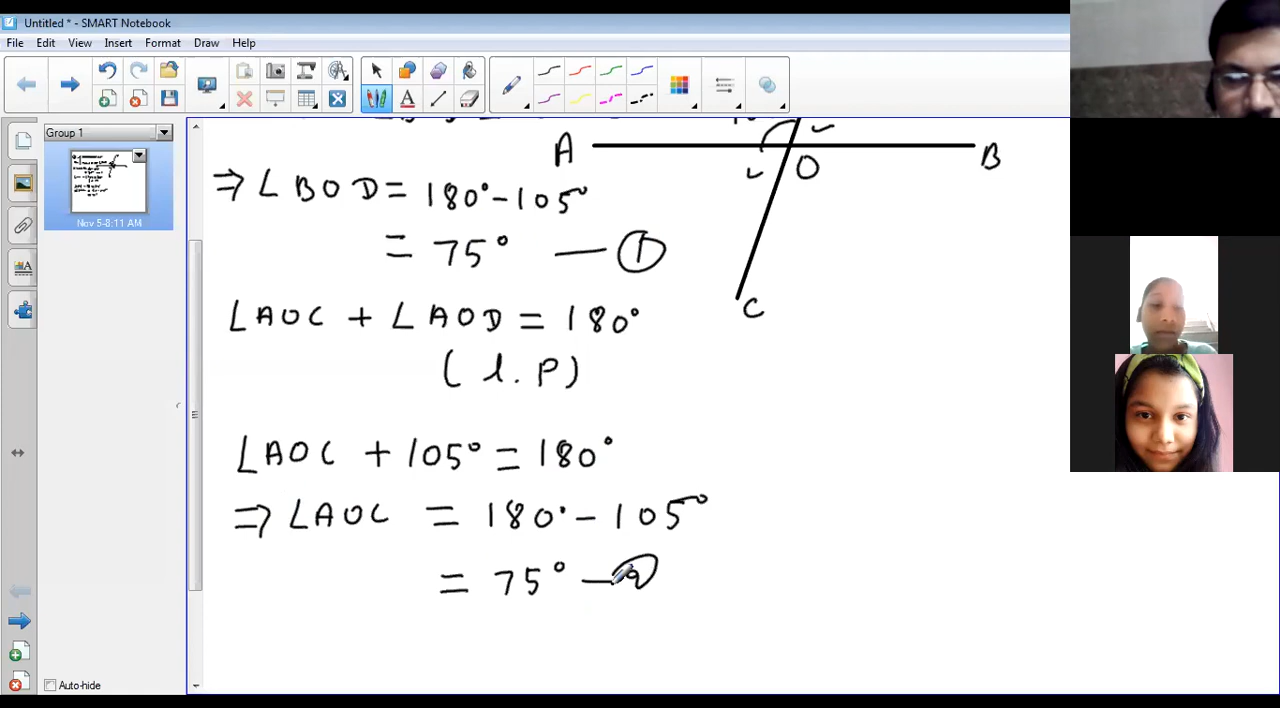 Untitled * - SMART Notebook
File Edit View Insert Format Draw Help
Group 1
Nov 5-8:11 AM
Auto-hide
A
B
O
C
⇒ ∠BOD = 180° - 105°
= 75° — ①
∠AOC + ∠AOD = 180°
( l . P )
∠AOC + 105° = 180°
⇒ ∠AOC = 180° - 105°
= 75° — ②